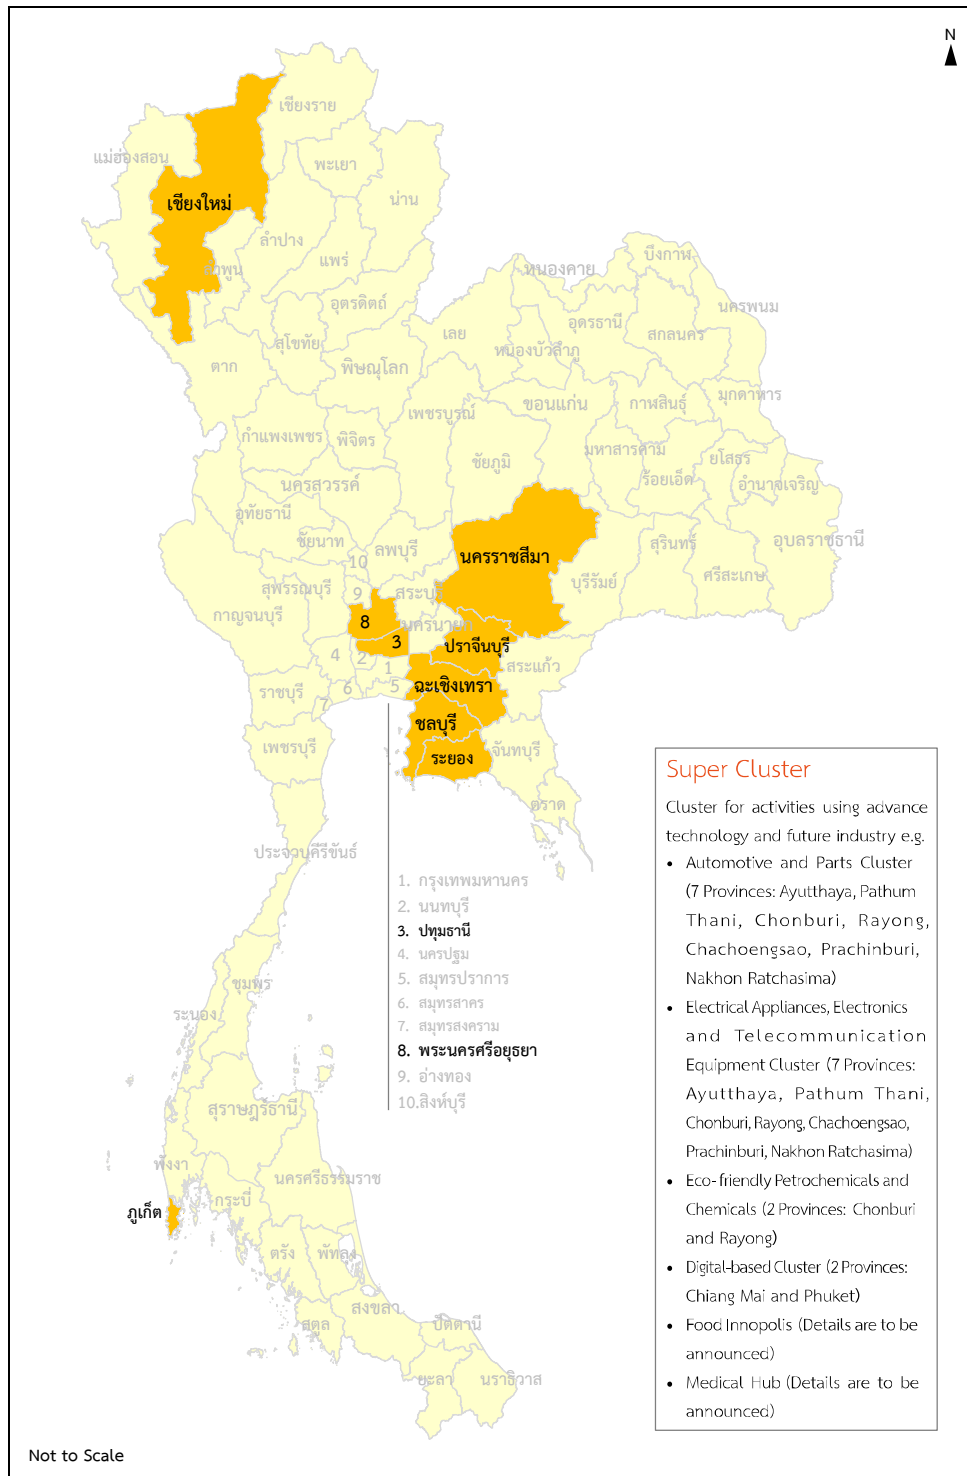 N
เชียงราย
แม่ฮ่องสอน
พะเยา
น่าน
เชียงใหม่
ลำปาง
แพร่
บึงกาฬ
ลำพูน
หนองคาย
อุตรดิตถ์
นครพนม
อุดรธานี
เลย
สกลนคร
สุโขทัย
หนองบัวลำภู
ตาก
พิษณุโลก
มุกดาหาร
เพชรบูรณ์
ขอนแก่น
กาฬสินธุ์
กำแพงเพชร
พิจิตร
มหาสารคาม
ยโสธร
ชัยภูมิ
ร้อยเอ็ด
อำนาจเจริญ
นครสวรรค์
อุทัยธานี
ชัยนาท
ลพบุรี
นครราชสีมา
สุรินทร์
อุบลราชธานี
10
ศรีสะเกษ
บุรีรัมย์
สุพรรณบุรี
9
สระบุรี
กาญจนบุรี
8
นครนายก
3
ปราจีนบุรี
4
2
1
สระแก้ว
ราชบุรี
6
5
ฉะเชิงเทรา
7
ชลบุรี
เพชรบุรี
ระยอง
จันทบุรี
ตราด
ประจวบคีรีขันธ์
1. กรุงเทพมหานคร
2. นนทบุรี
3. ปทุมธานี
4. นครปฐม
5. สมุทรปราการ
6. สมุทรสาคร
7. สมุทรสงคราม
8. พระนครศรีอยุธยา
9. อ่างทอง
10.สิงห์บุรี
ชุมพร
ระนอง
สุราษฎร์ธานี
พังงา
นครศรีธรรมราช
กระบี่
ภูเก็ต
ตรัง
พัทลุง
สงขลา
สตูล
ปัตตานี
ยะลา
นราธิวาส
Super Cluster
Cluster for activities using advance
technology and future industry e.g.
• Automotive and Parts Cluster
(7 Provinces: Ayutthaya, Pathum
Thani, Chonburi, Rayong,
Chachoengsao, Prachinburi,
Nakhon Ratchasima)
• Electrical Appliances, Electronics
and Telecommunication
Equipment Cluster (7 Provinces:
Ayutthaya, Pathum Thani,
Chonburi, Rayong, Chachoengsao,
Prachinburi, Nakhon Ratchasima)
• Eco-friendly Petrochemicals and
Chemicals (2 Provinces: Chonburi
and Rayong)
• Digital-based Cluster (2 Provinces:
Chiang Mai and Phuket)
• Food Innopolis (Details are to be
announced)
• Medical Hub (Details are to be
announced)
Not to Scale